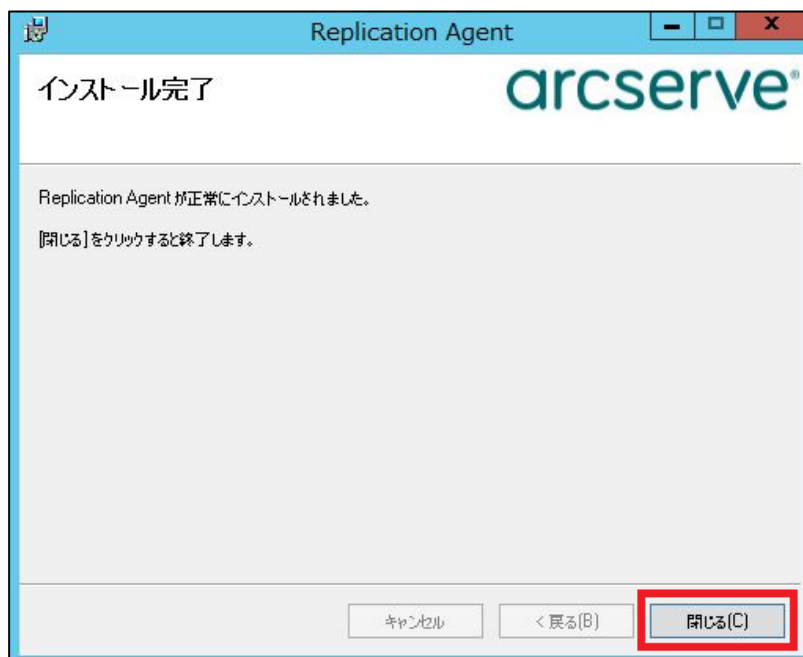 Replication Agent
インストール完了
arcserve®
Replication Agent が正常にインストールされました。
[閉じる] をクリックすると終了します。
キャンセル
< 戻る(B)
閉じる(C)